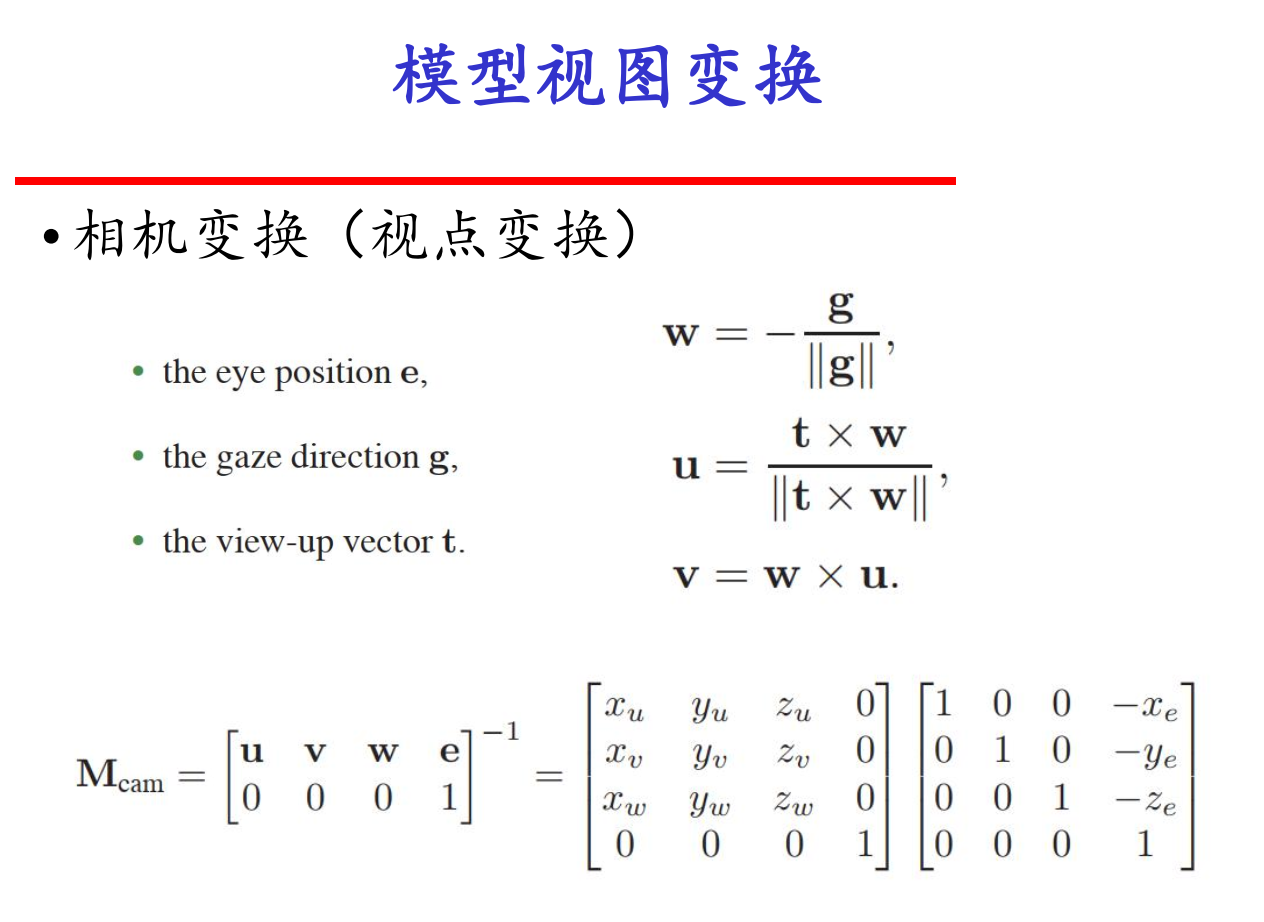 模型视图变换
• 相机变换（视点变换）
• the eye position e,
• the gaze direction g,
• the view-up vector t.
w = − g / ‖g‖,
u = t × w / ‖t × w‖,
v = w × u.
M_cam = [u v w e; 0 0 0 1]^−1 = [x_u y_u z_u 0; x_v y_v z_v 0; x_w y_w z_w 0; 0 0 0 1] [1 0 0 −x_e; 0 1 0 −y_e; 0 0 1 −z_e; 0 0 0 1]